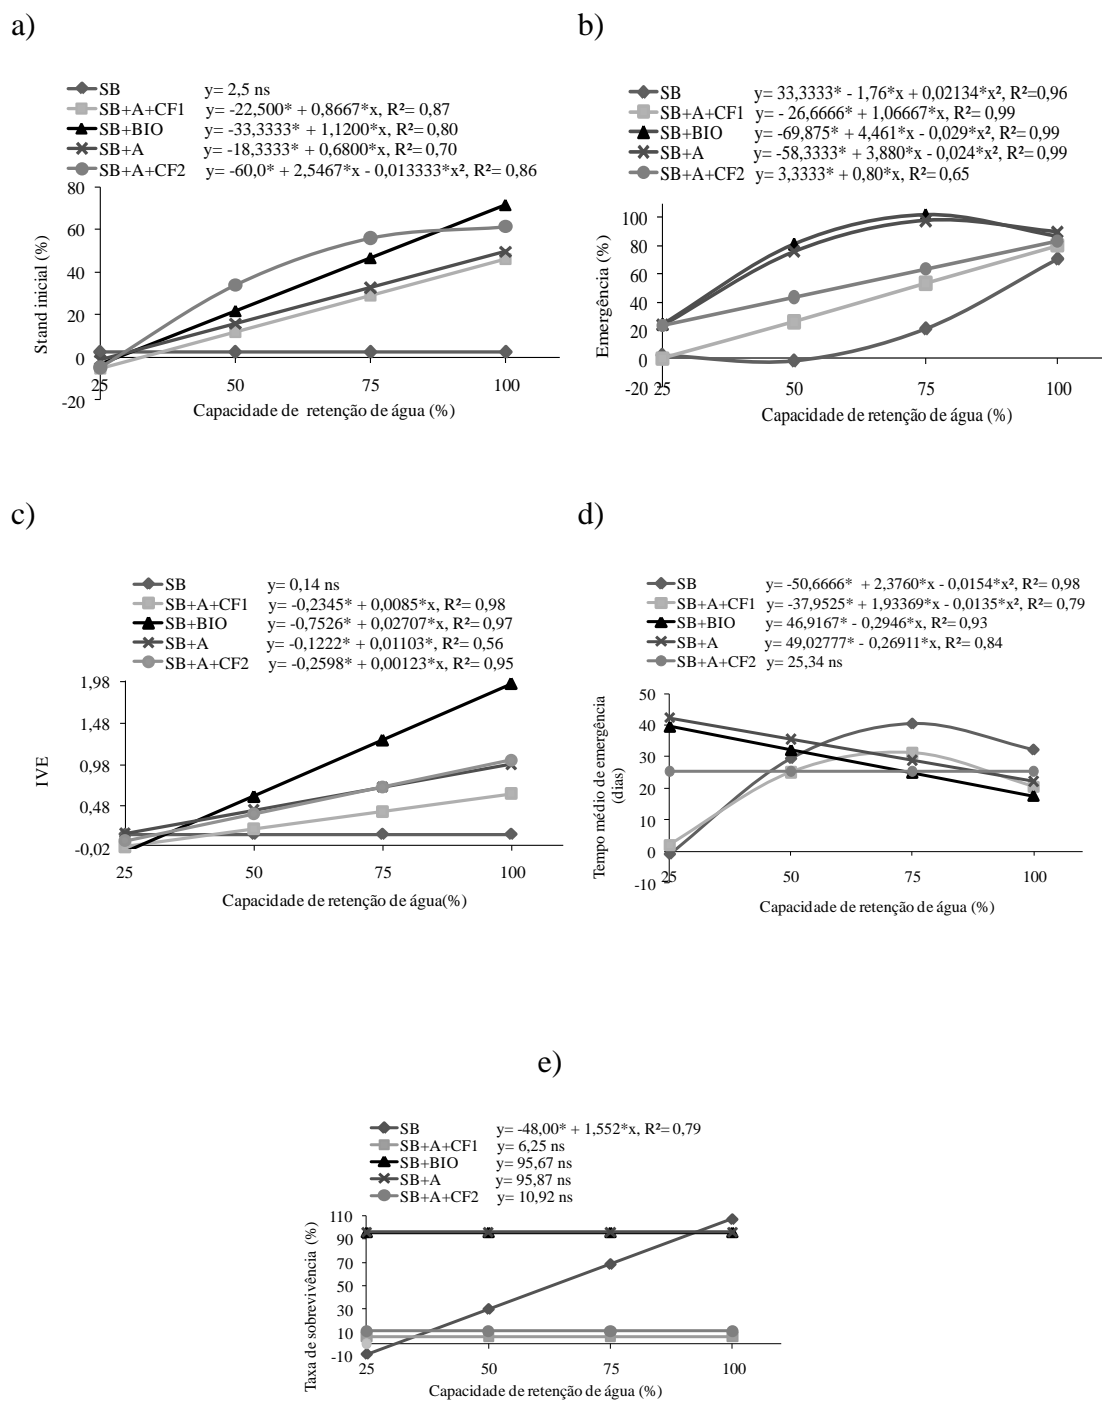 a)
SB y= 2,5 ns
SB+A+CF1 y= -22,500* + 0,8667*x, R²= 0,87
SB+BIO y= -33,3333* + 1,1200*x, R²= 0,80
SB+A y= -18,3333* + 0,6800*x, R²= 0,70
SB+A+CF2 y= -60,0* + 2,5467*x - 0,013333*x², R²= 0,86
Stand inicial (%)
80
60
40
20
0
-20
25 50 75 100
Capacidade de retenção de água (%)
b)
SB y= 33,3333* - 1,76*x + 0,02134*x², R²=0,96
SB+A+CF1 y= - 26,6666* + 1,06667*x, R²= 0,99
SB+BIO y= -69,875* + 4,461*x - 0,029*x², R²= 0,99
SB+A y= -58,3333* + 3,880*x - 0,024*x², R²= 0,99
SB+A+CF2 y= 3,3333* + 0,80*x, R²= 0,65
Emergência (%)
100
80
60
40
20
0
-20
25 50 75 100
Capacidade de retenção de água (%)
c)
SB y= 0,14 ns
SB+A+CF1 y= -0,2345* + 0,0085*x, R²= 0,98
SB+BIO y= -0,7526* + 0,02707*x, R²= 0,97
SB+A y= -0,1222* + 0,01103*, R²= 0,56
SB+A+CF2 y= -0,2598* + 0,00123*x, R²= 0,95
IVE
1,98
1,48
0,98
0,48
-0,02
25 50 75 100
Capacidade de retenção de água(%)
d)
SB y= -50,6666* + 2,3760*x - 0,0154*x², R²= 0,98
SB+A+CF1 y= -37,9525* + 1,93369*x - 0,0135*x², R²= 0,79
SB+BIO y= 46,9167* - 0,2946*x, R²= 0,93
SB+A y= 49,02777* - 0,26911*x, R²= 0,84
SB+A+CF2 y= 25,34 ns
Tempo médio de emergência
(dias)
50
40
30
20
10
0
-10
25 50 75 100
Capacidade de retenção de água (%)
e)
SB y= -48,00* + 1,552*x, R²= 0,79
SB+A+CF1 y= 6,25 ns
SB+BIO y= 95,67 ns
SB+A y= 95,87 ns
SB+A+CF2 y= 10,92 ns
Taxa de sobrevivência (%)
110
90
70
50
30
10
-10
25 50 75 100
Capacidade de retenção de água (%)